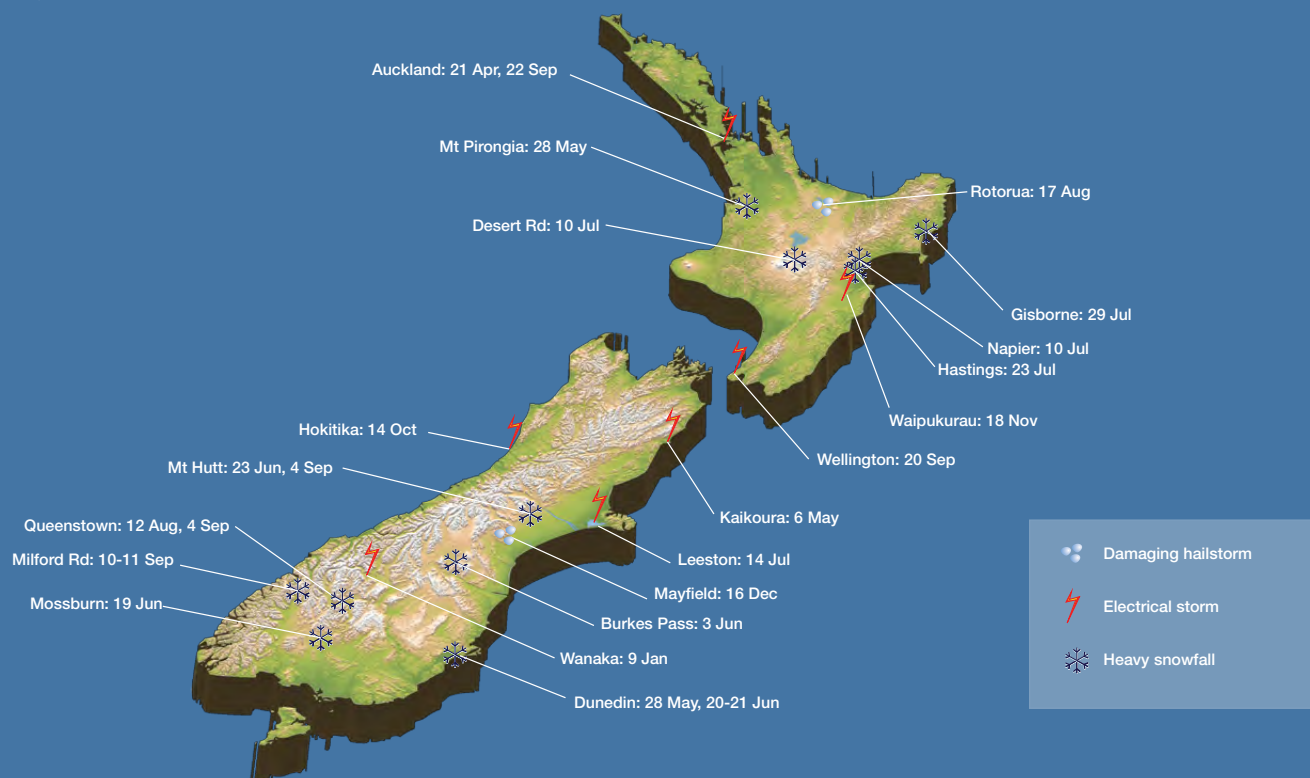 Auckland: 21 Apr, 22 Sep
Mt Pirongia: 28 May
Rotorua: 17 Aug
Desert Rd: 10 Jul
Gisborne: 29 Jul
Napier: 10 Jul
Hastings: 23 Jul
Waipukurau: 18 Nov
Hokitika: 14 Oct
Wellington: 20 Sep
Mt Hutt: 23 Jun, 4 Sep
Kaikoura: 6 May
Queenstown: 12 Aug, 4 Sep
Milford Rd: 10-11 Sep
Leeston: 14 Jul
Mayfield: 16 Dec
Mossburn: 19 Jun
Burkes Pass: 3 Jun
Wanaka: 9 Jan
Dunedin: 28 May, 20-21 Jun
Damaging hailstorm
Electrical storm
Heavy snowfall